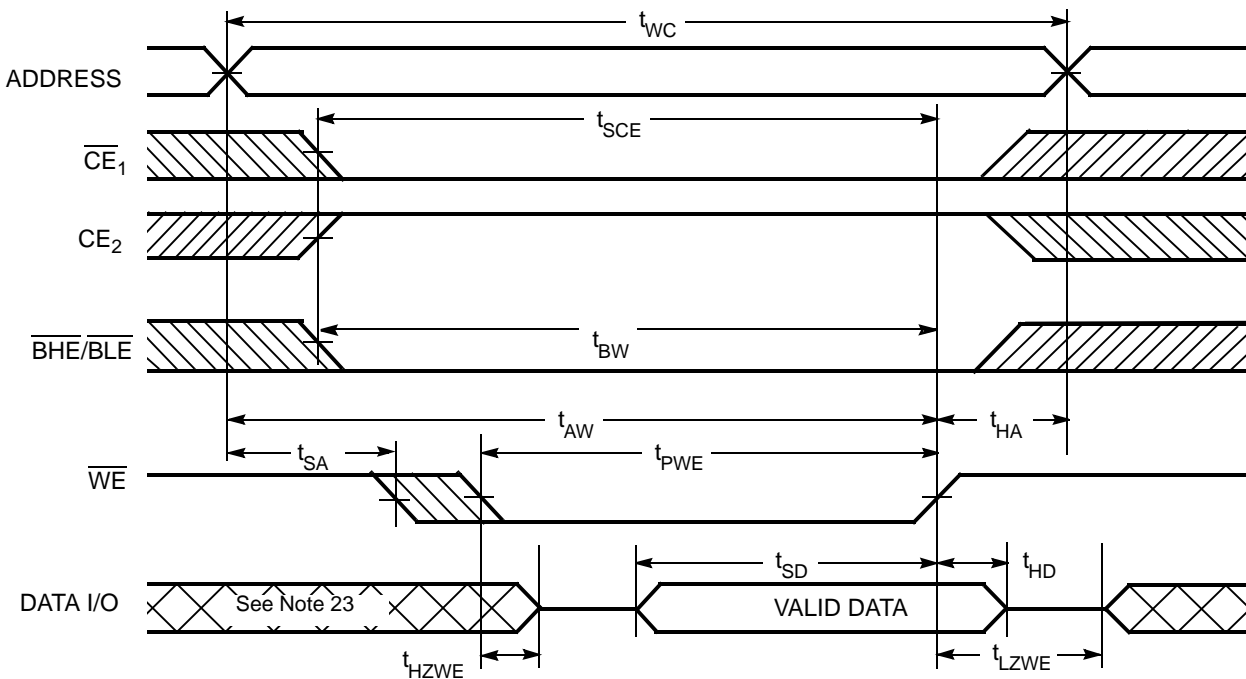 tWC
ADDRESS
tSCE
CE1
CE2
BHE/BLE
tBW
tAW
tHA
tSA
tPWE
WE
tSD
tHD
DATA I/O
See Note 23
VALID DATA
tHZWE
tLZWE